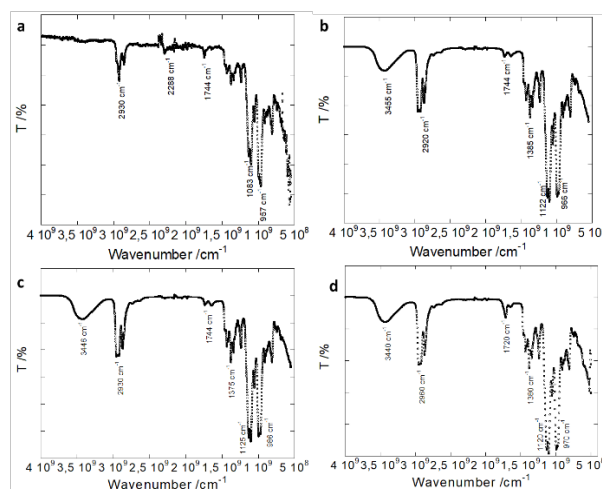 a
T /%
2930 cm⁻¹
2288 cm⁻¹
1744 cm⁻¹
1083 cm⁻¹
957 cm⁻¹
4 10⁹ 3,5 10⁹ 3 10⁹ 2,5 10⁹ 2 10⁹ 1,5 10⁹ 1 10⁹ 5 10⁸
Wavenumber /cm⁻¹
b
T /%
3455 cm⁻¹
2920 cm⁻¹
1744 cm⁻¹
1385 cm⁻¹
1122 cm⁻¹
966 cm
4 10⁹ 3,5 10⁹ 3 10⁹ 2,5 10⁹ 2 10⁹ 1,5 10⁹ 1 10⁹ 5 10
Wavenumber /cm⁻¹
c
T /%
3446 cm⁻¹
2930 cm⁻¹
1744 cm⁻¹
1375 cm⁻¹
1125 cm⁻¹
cm⁻¹
4 10⁹ 3,5 10⁹ 3 10⁹ 2,5 10⁹ 2 10⁹ 1,5 10⁹ 1 10⁹ 5 10⁸
Wavenumber /cm⁻¹
d
T /%
3440 cm⁻¹
2960 cm⁻¹
1720 cm⁻¹
1360 cm⁻¹
1120 cm⁻¹
970 cm⁻¹
4 10⁹ 3,5 10⁹ 3 10⁹ 2,5 10⁹ 2 10⁹ 1,5 10⁹ 1 10⁹ 5 10⁸
Wavenumber /cm⁻¹